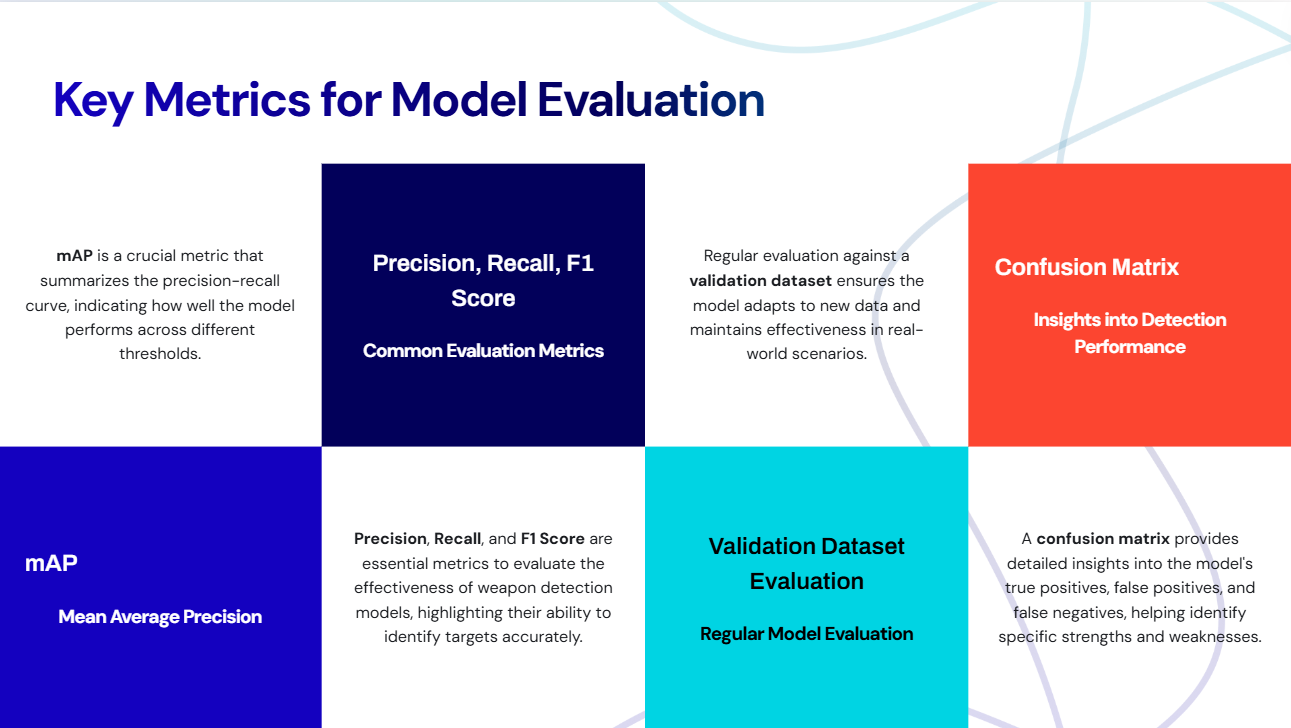 Key Metrics for Model Evaluation
mAP is a crucial metric that
summarizes the precision-recall
curve, indicating how well the model
performs across different
thresholds.
Precision, Recall, F1
Score
Common Evaluation Metrics
Regular evaluation against a
validation dataset ensures the
model adapts to new data and
maintains effectiveness in real-
world scenarios.
Confusion Matrix
Insights into Detection
Performance
mAP
Mean Average Precision
Precision, Recall, and F1 Score are
essential metrics to evaluate the
effectiveness of weapon detection
models, highlighting their ability to
identify targets accurately.
Validation Dataset
Evaluation
Regular Model Evaluation
A confusion matrix provides
detailed insights into the model's
true positives, false positives, and
false negatives, helping identify
specific strengths and weaknesses.